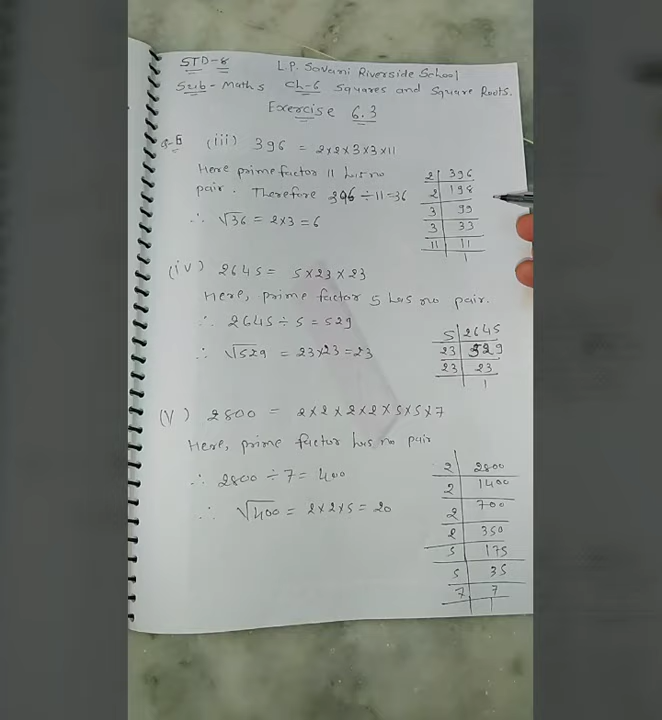 STD-8 L.P. Savani Riverside School
Sub - Maths Ch-6 Squares and Square Roots.
Exercise 6.3
(iii) 396 = 2×2×3×3×11
Here prime factor 11 has no
pair. Therefore 396 ÷ 11 = 36
∴ √36 = 2×3 = 6
2 | 396
2 | 198
3 | 99
3 | 33
11 | 11
1
(iv) 2645 = 5×23×23
Here, prime factor 5 has no pair.
∴ 2645 ÷ 5 = 529
∴ √529 = 23×23 = 23
5 | 2645
23 | 529
23 | 23
1
(V) 2800 = 2×2×2×2×5×5×7
Here, prime factor has no pair
∴ 2800 ÷ 7 = 400
∴ √400 = 2×2×5 = 20
2 | 2800
2 | 1400
2 | 700
2 | 350
5 | 175
5 | 35
7 | 7
1